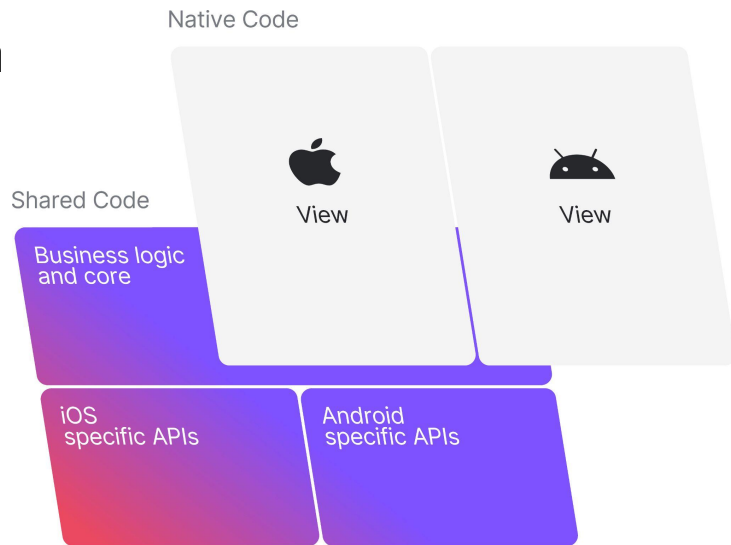 Native Code
View
View
Shared Code
Business logic
and core
iOS
specific APIs
Android
specific APIs